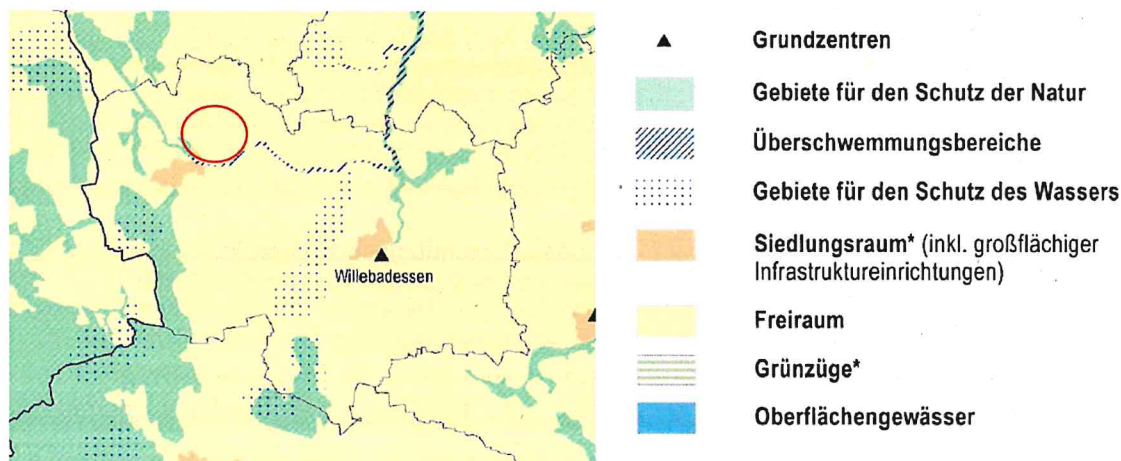 Willebadessen
Grundzentren
Gebiete für den Schutz der Natur
Überschwemmungsbereiche
Gebiete für den Schutz des Wassers
Siedlungsraum* (inkl. großflächiger
Infrastruktureinrichtungen)
Freiraum
Grünzüge*
Oberflächengewässer